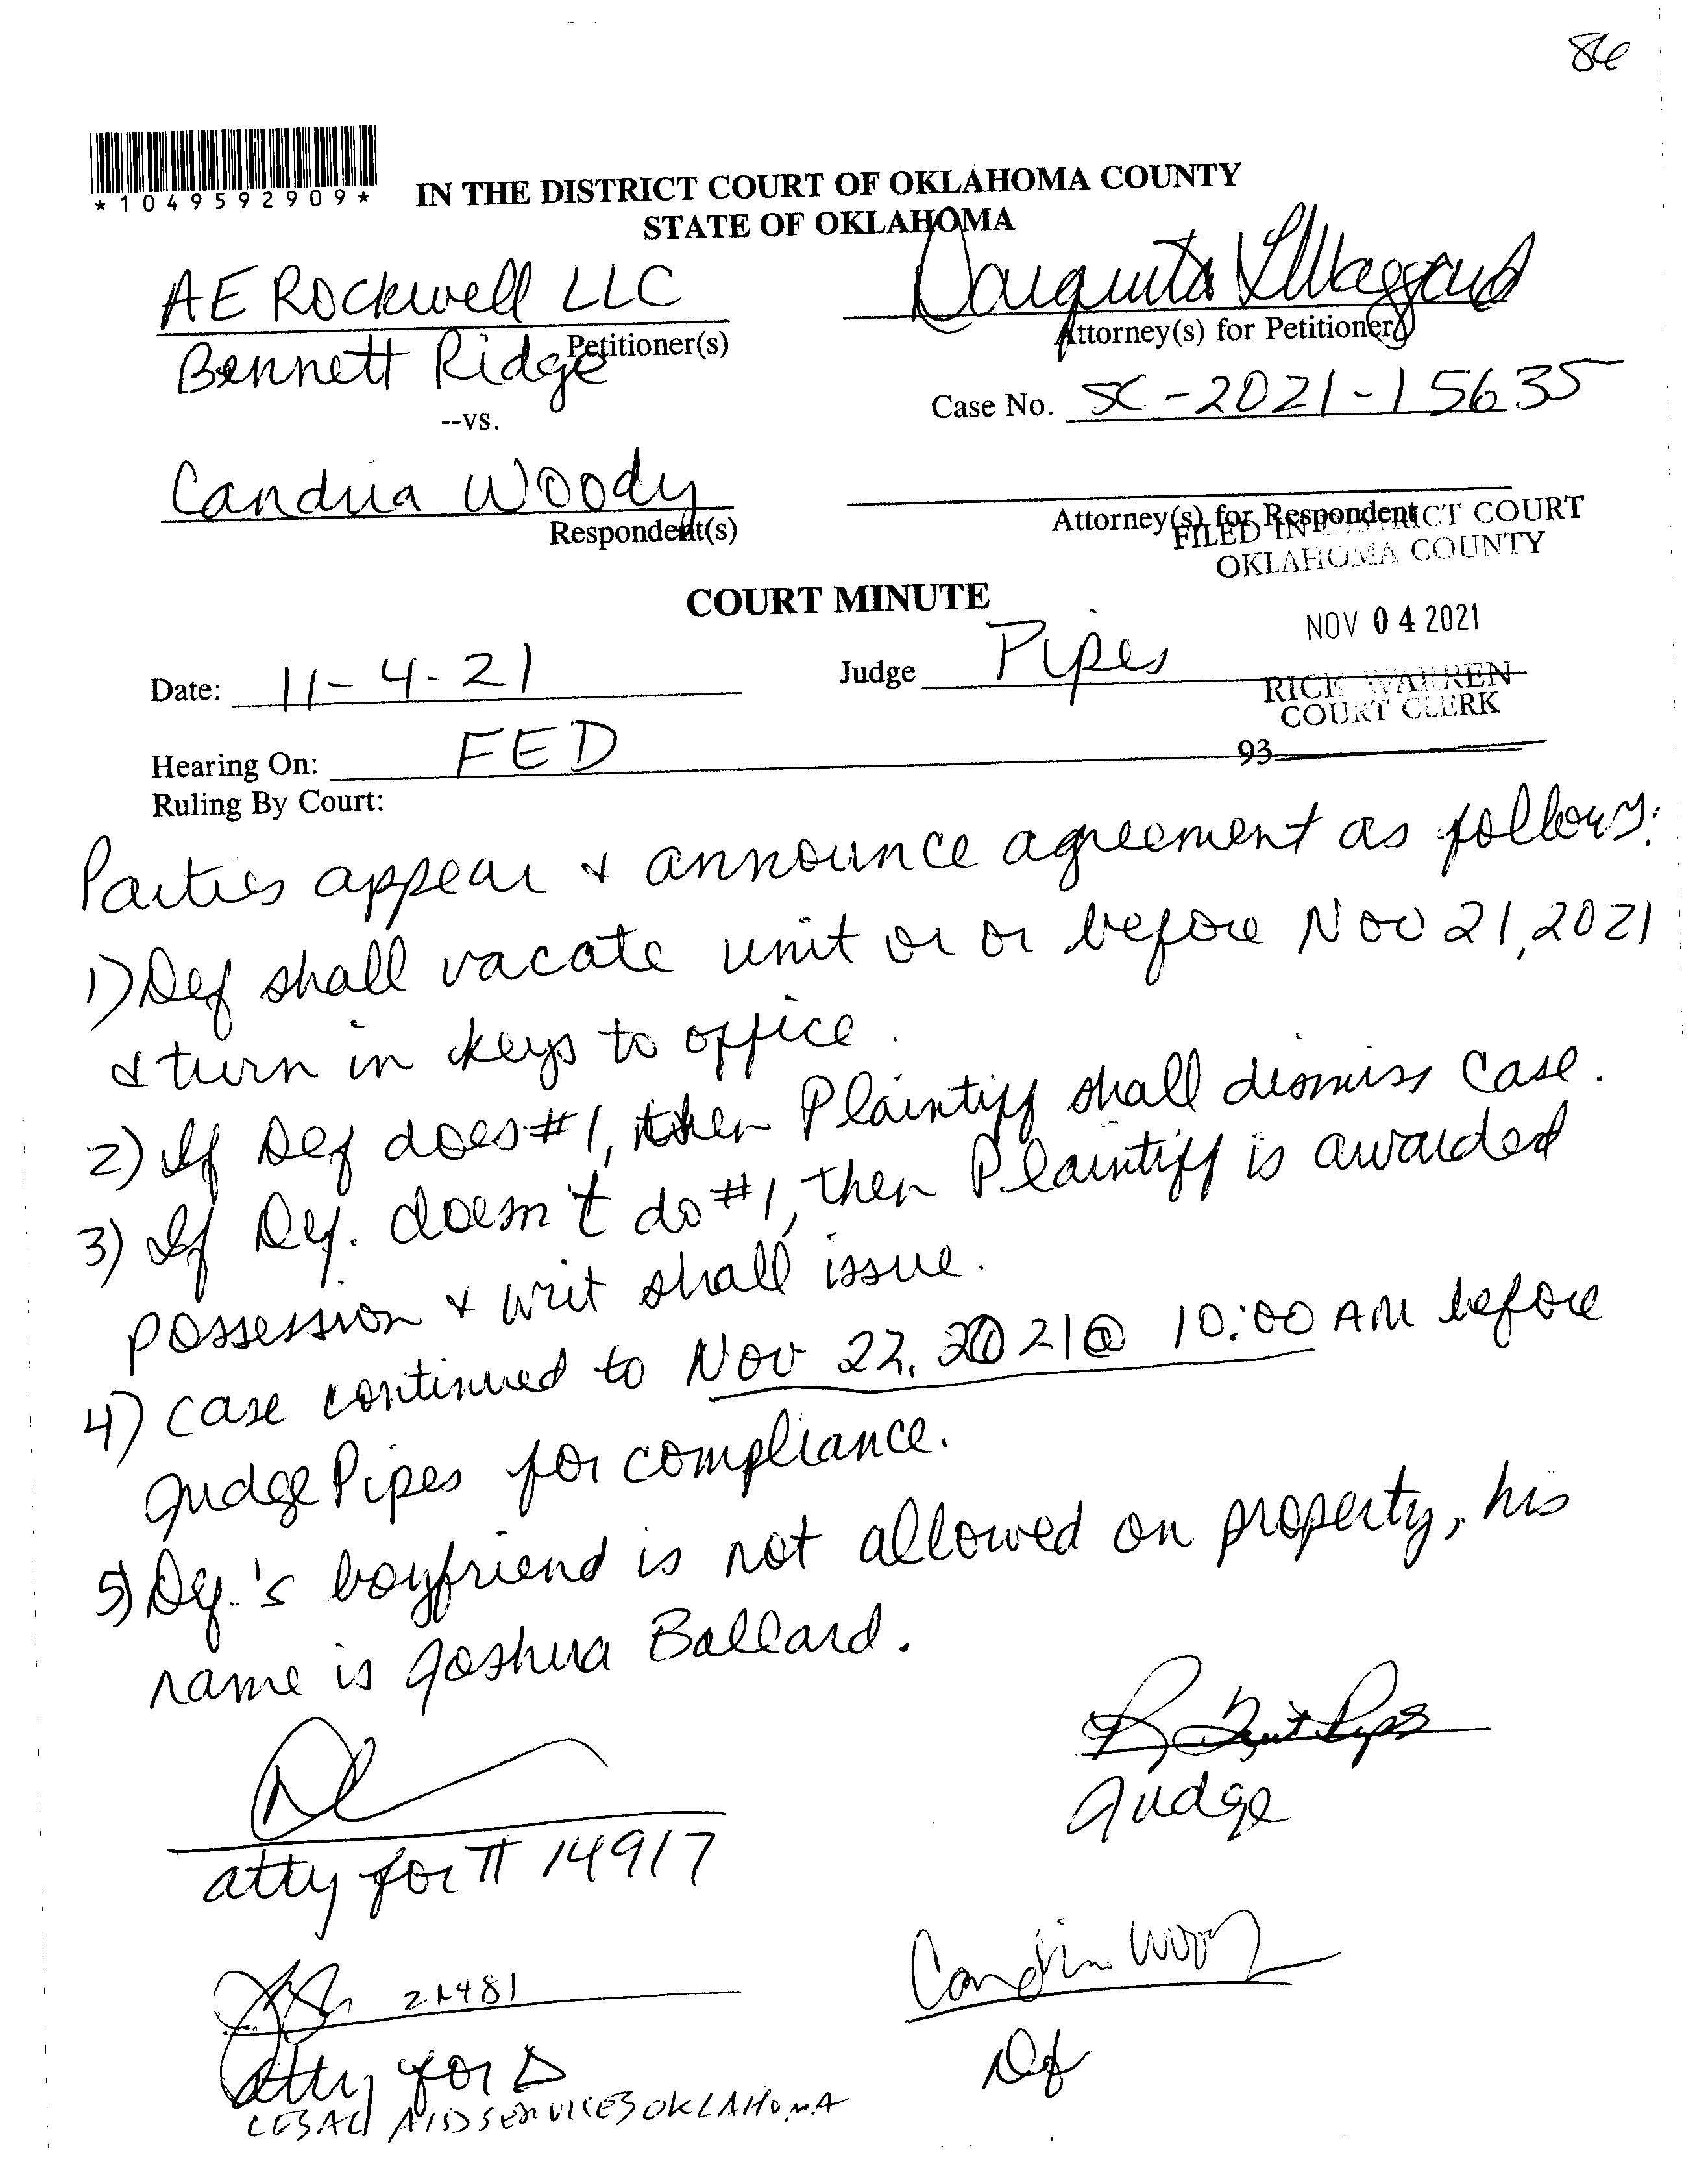 86
*1049592909*
IN THE DISTRICT COURT OF OKLAHOMA COUNTY
STATE OF OKLAHOMA
AE Rockwell LLC
Petitioner(s)
Bennett Ridge
--vs.
Attorney(s) for Petitioner
Case No. SC-2021-15635
Candria Woody
Respondent(s)
Attorney(s) for Respondent
FILED IN DISTRICT COURT
OKLAHOMA COUNTY
COURT MINUTE
NOV 04 2021
Date: 11-4-21
Judge Pipes
RICK WARREN
COURT CLERK
Hearing On: FED
93
Ruling By Court:
Parties appear & announce agreement as follows:
1) Def shall vacate unit or or before Nov 21, 2021
& turn in keys to office.
2) If Def does #1, then Plaintiff shall dismiss case.
3) If Def. doesn't do #1, then Plaintiff is awarded
possession & writ shall issue.
4) Case continued to Nov 22, 2021 @ 10:00 AM before
Judge Pipes for compliance.
5) Def.'s boyfriend is not allowed on property, his
name is Joshua Ballard.
Judge
atty for π 14917
Candria Woody
Def
21481
atty for Δ
LEGAL AID SERVICES OKLAHOMA